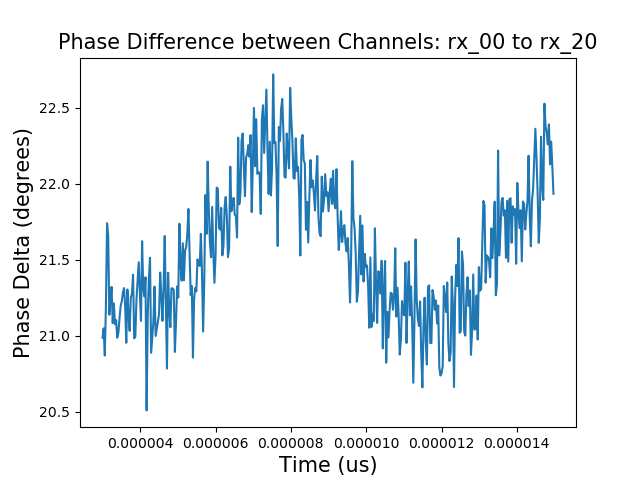 Phase Difference between Channels: rx_00 to rx_20
Phase Delta (degrees)
22.5
22.0
21.5
21.0
20.5
0.000004 0.000006 0.000008 0.000010 0.000012 0.000014
Time (us)